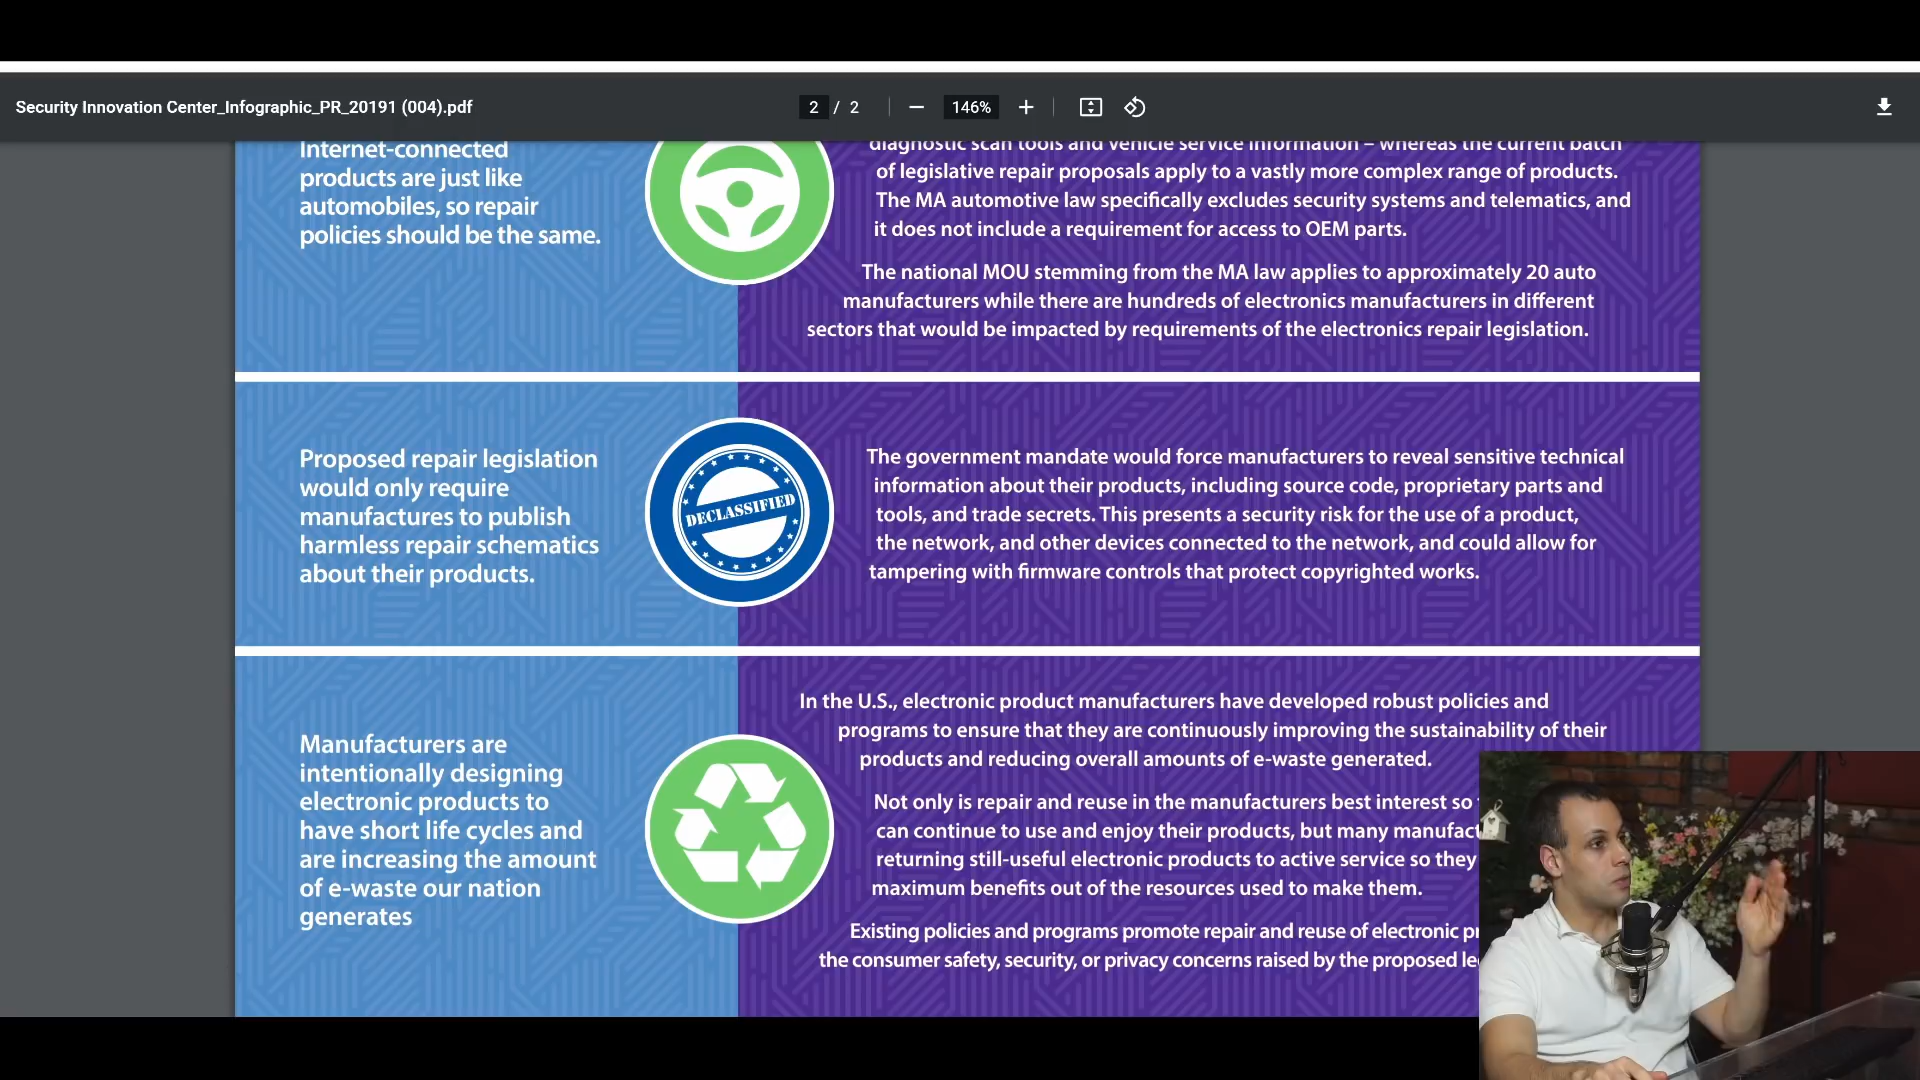 Security Innovation Center_Infographic_PR_20191 (004).pdf
2 / 2
146%
Internet-connected
products are just like
automobiles, so repair
policies should be the same.
diagnostic scan tools and vehicle service information – whereas the current batch
of legislative repair proposals apply to a vastly more complex range of products.
The MA automotive law specifically excludes security systems and telematics, and
it does not include a requirement for access to OEM parts.
The national MOU stemming from the MA law applies to approximately 20 auto
manufacturers while there are hundreds of electronics manufacturers in different
sectors that would be impacted by requirements of the electronics repair legislation.
Proposed repair legislation
would only require
manufactures to publish
harmless repair schematics
about their products.
DECLASSIFIED
The government mandate would force manufacturers to reveal sensitive technical
information about their products, including source code, proprietary parts and
tools, and trade secrets. This presents a security risk for the use of a product,
the network, and other devices connected to the network, and could allow for
tampering with firmware controls that protect copyrighted works.
Manufacturers are
intentionally designing
electronic products to
have short life cycles and
are increasing the amount
of e-waste our nation
generates
In the U.S., electronic product manufacturers have developed robust policies and
programs to ensure that they are continuously improving the sustainability of their
products and reducing overall amounts of e-waste generated.
Not only is repair and reuse in the manufacturers best interest so
can continue to use and enjoy their products, but many manufact
returning still-useful electronic products to active service so they
maximum benefits out of the resources used to make them.
Existing policies and programs promote repair and reuse of electronic p
the consumer safety, security, or privacy concerns raised by the proposed le